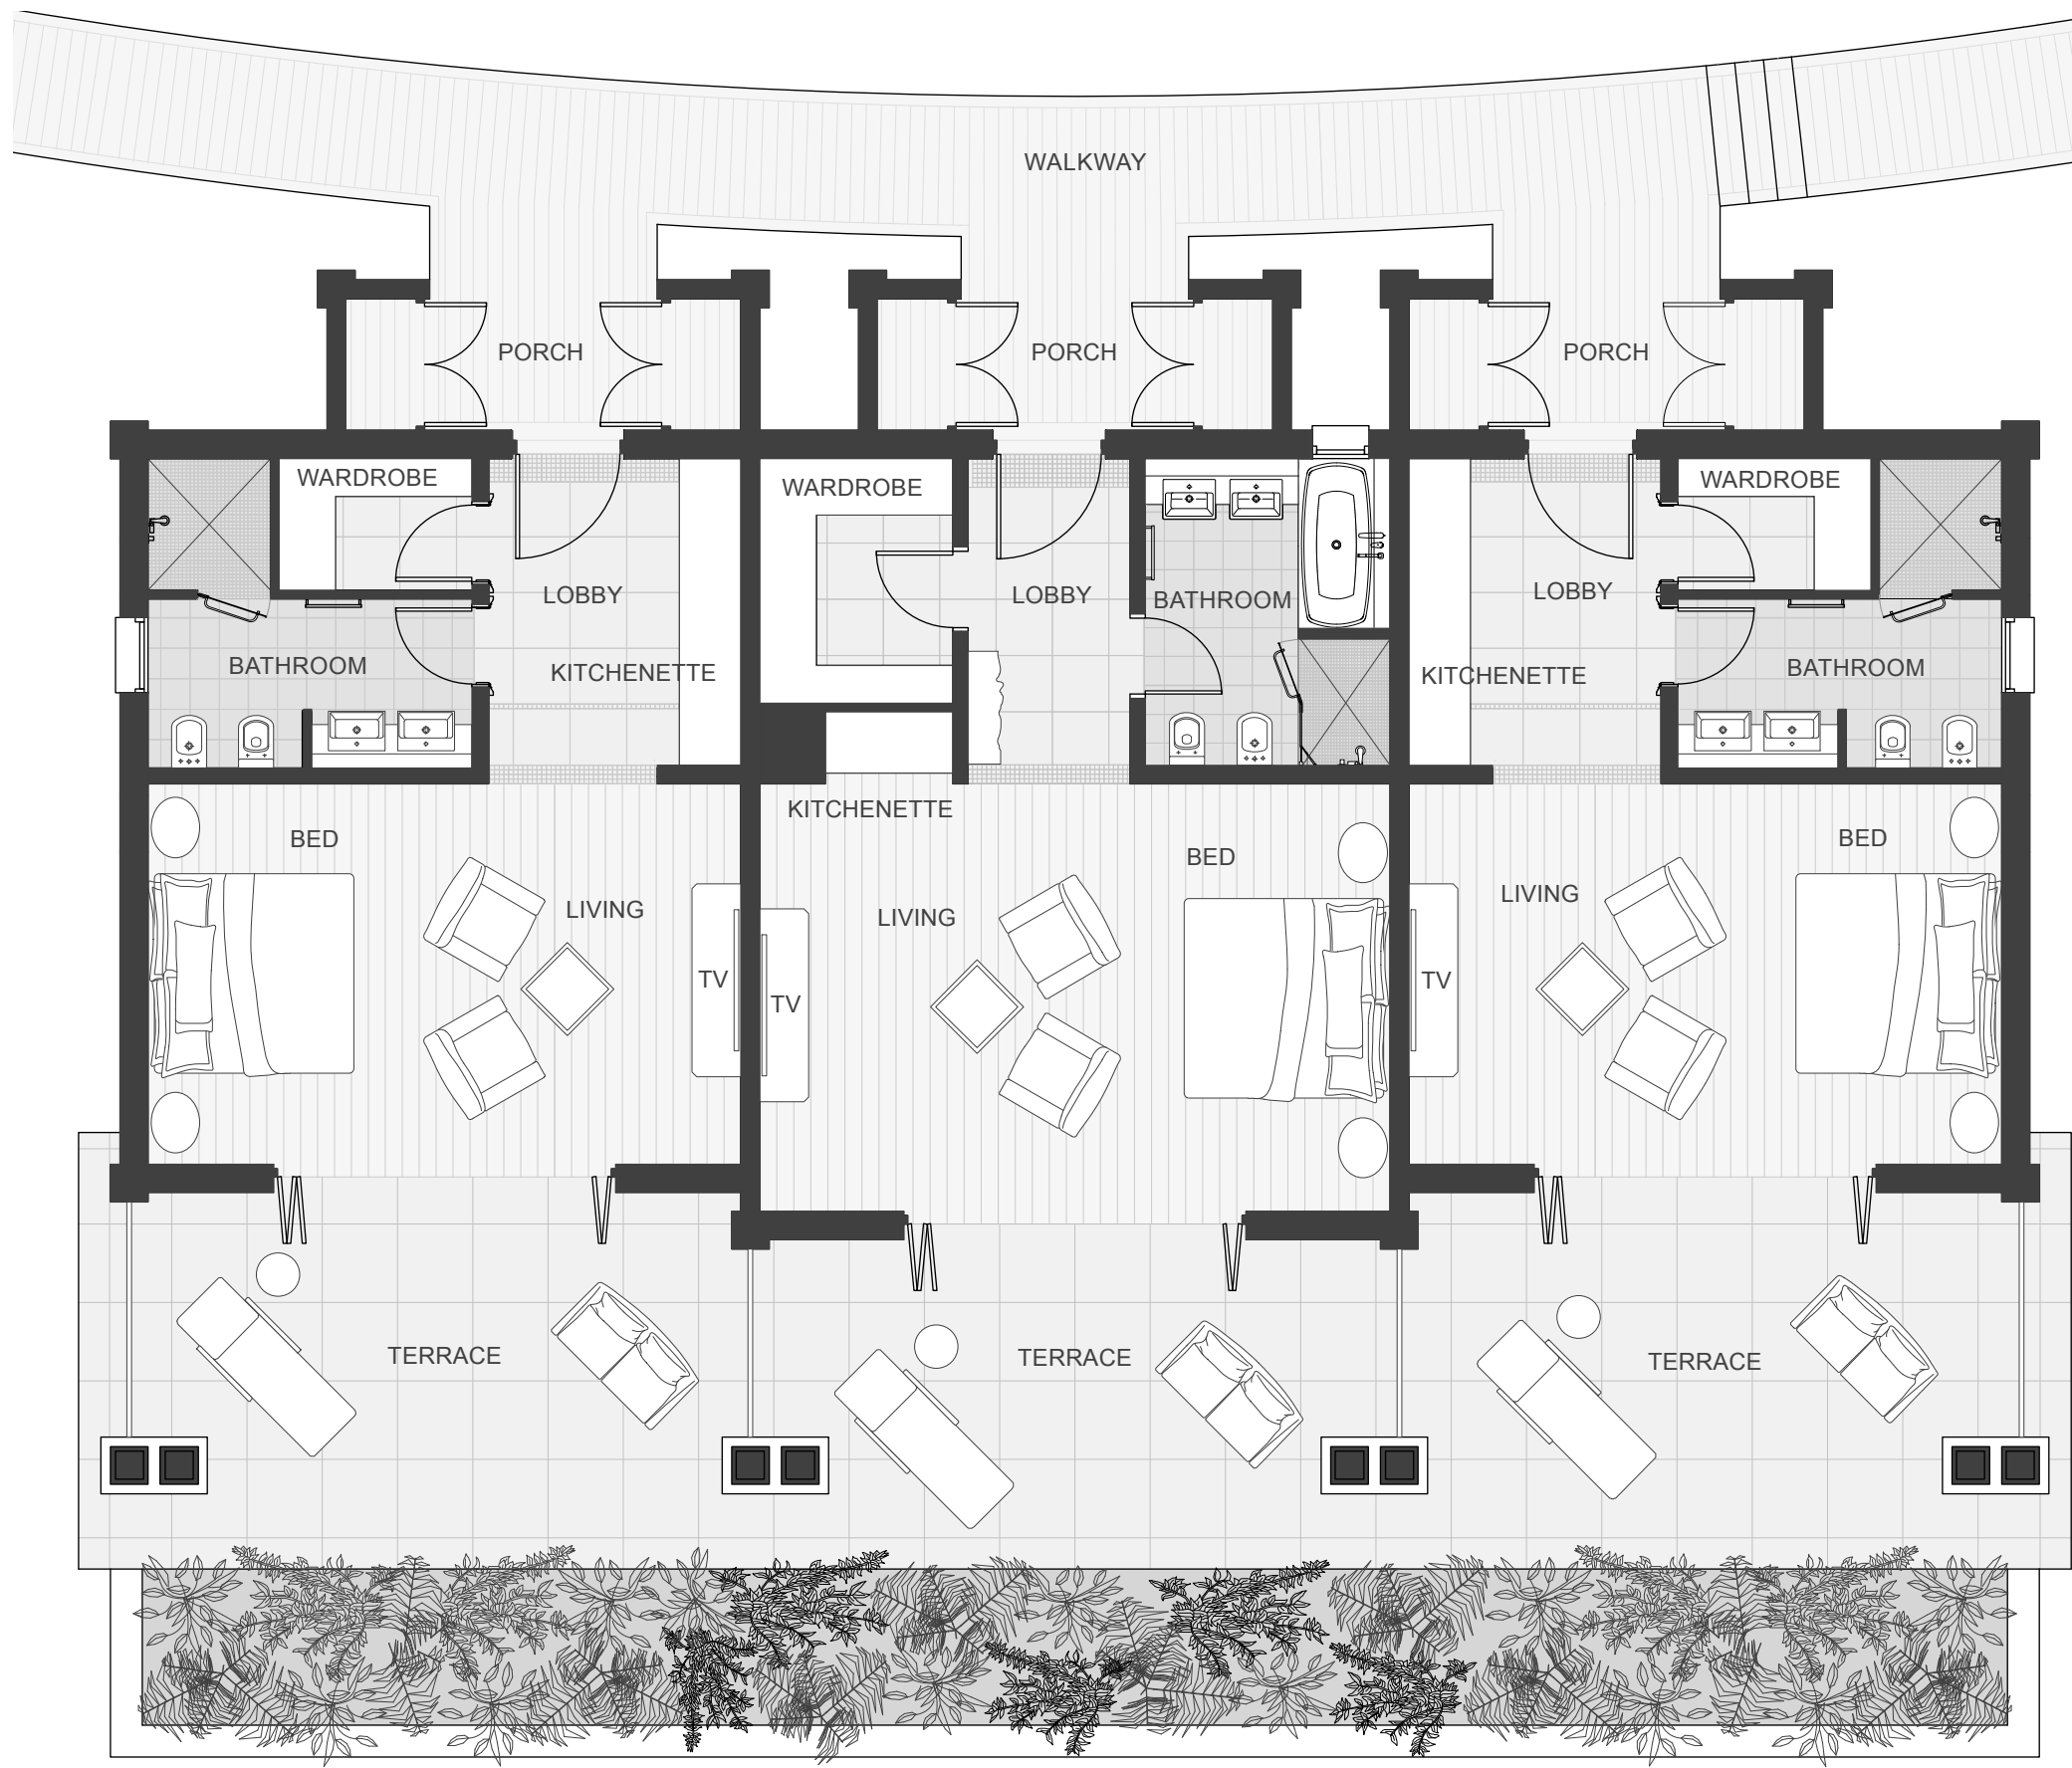 WALKWAY
PORCH
PORCH
PORCH
WARDROBE
WARDROBE
WARDROBE
LOBBY
LOBBY
BATHROOM
LOBBY
BATHROOM
KITCHENETTE
KITCHENETTE
BATHROOM
KITCHENETTE
BED
BED
BED
LIVING
LIVING
LIVING
TV
TV
TV
TERRACE
TERRACE
TERRACE